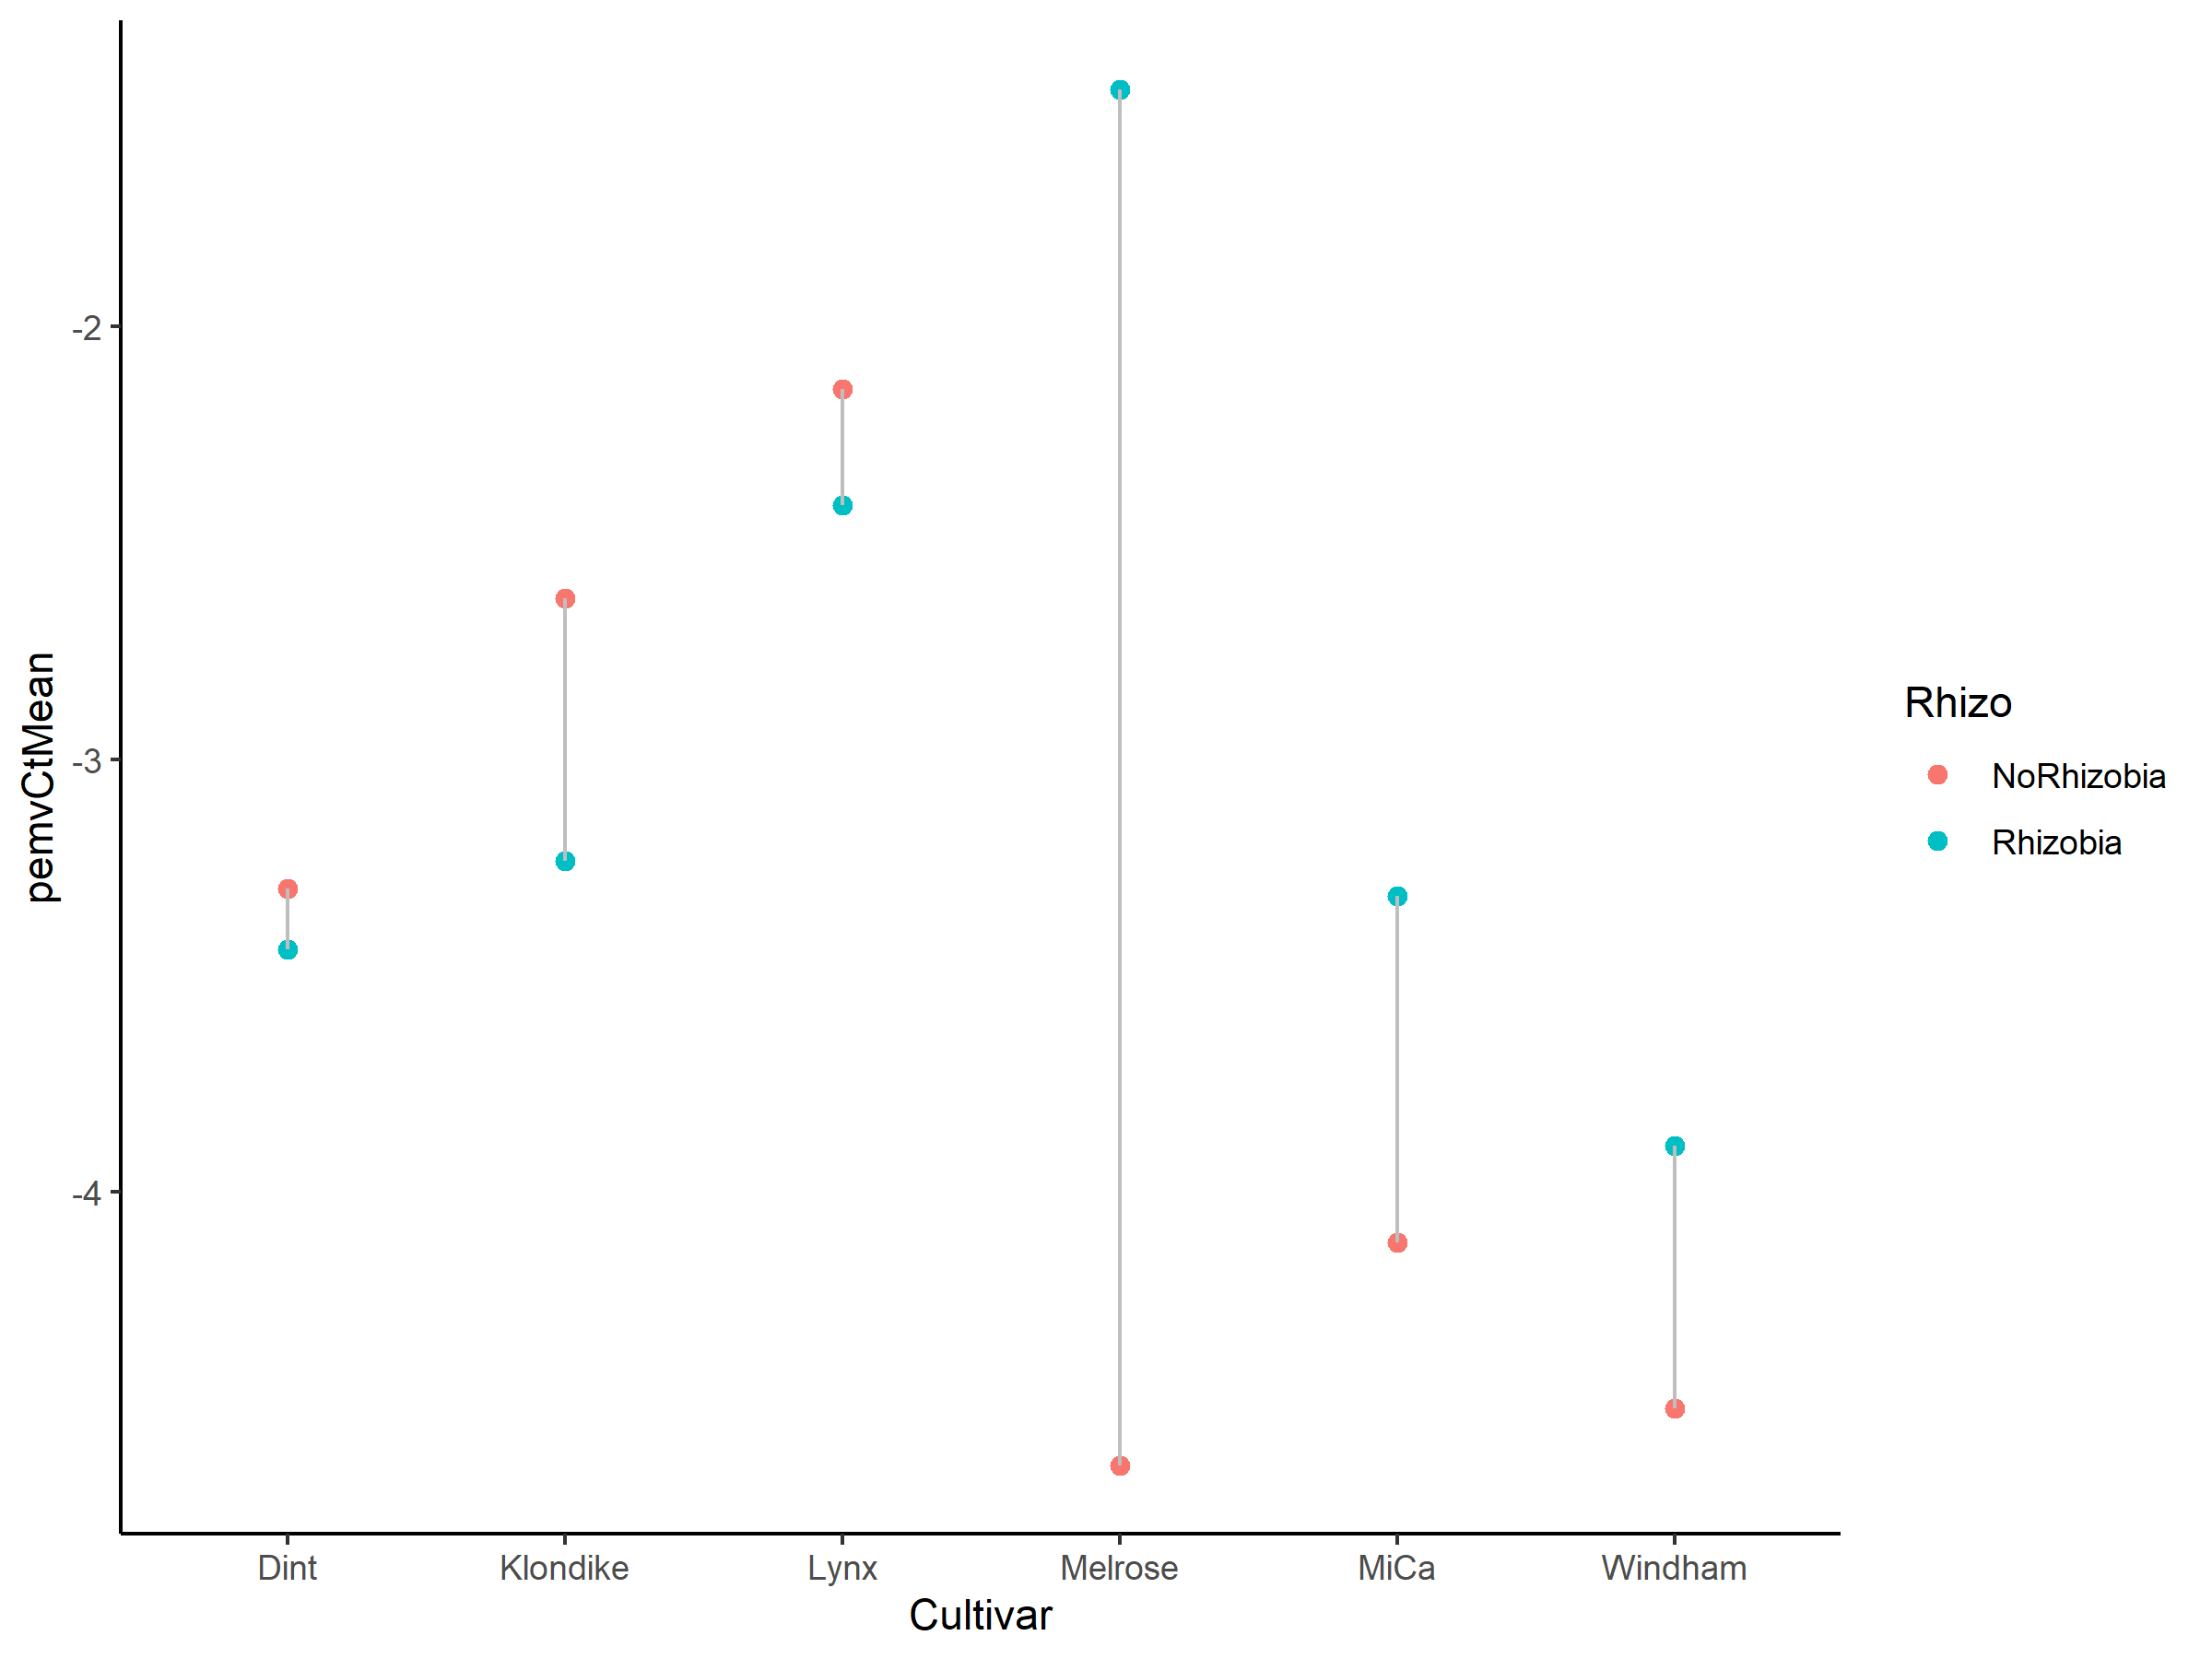 pemvCtMean
-2
-3
-4
Dint Klondike Lynx Melrose MiCa Windham
Cultivar
Rhizo
NoRhizobia
Rhizobia